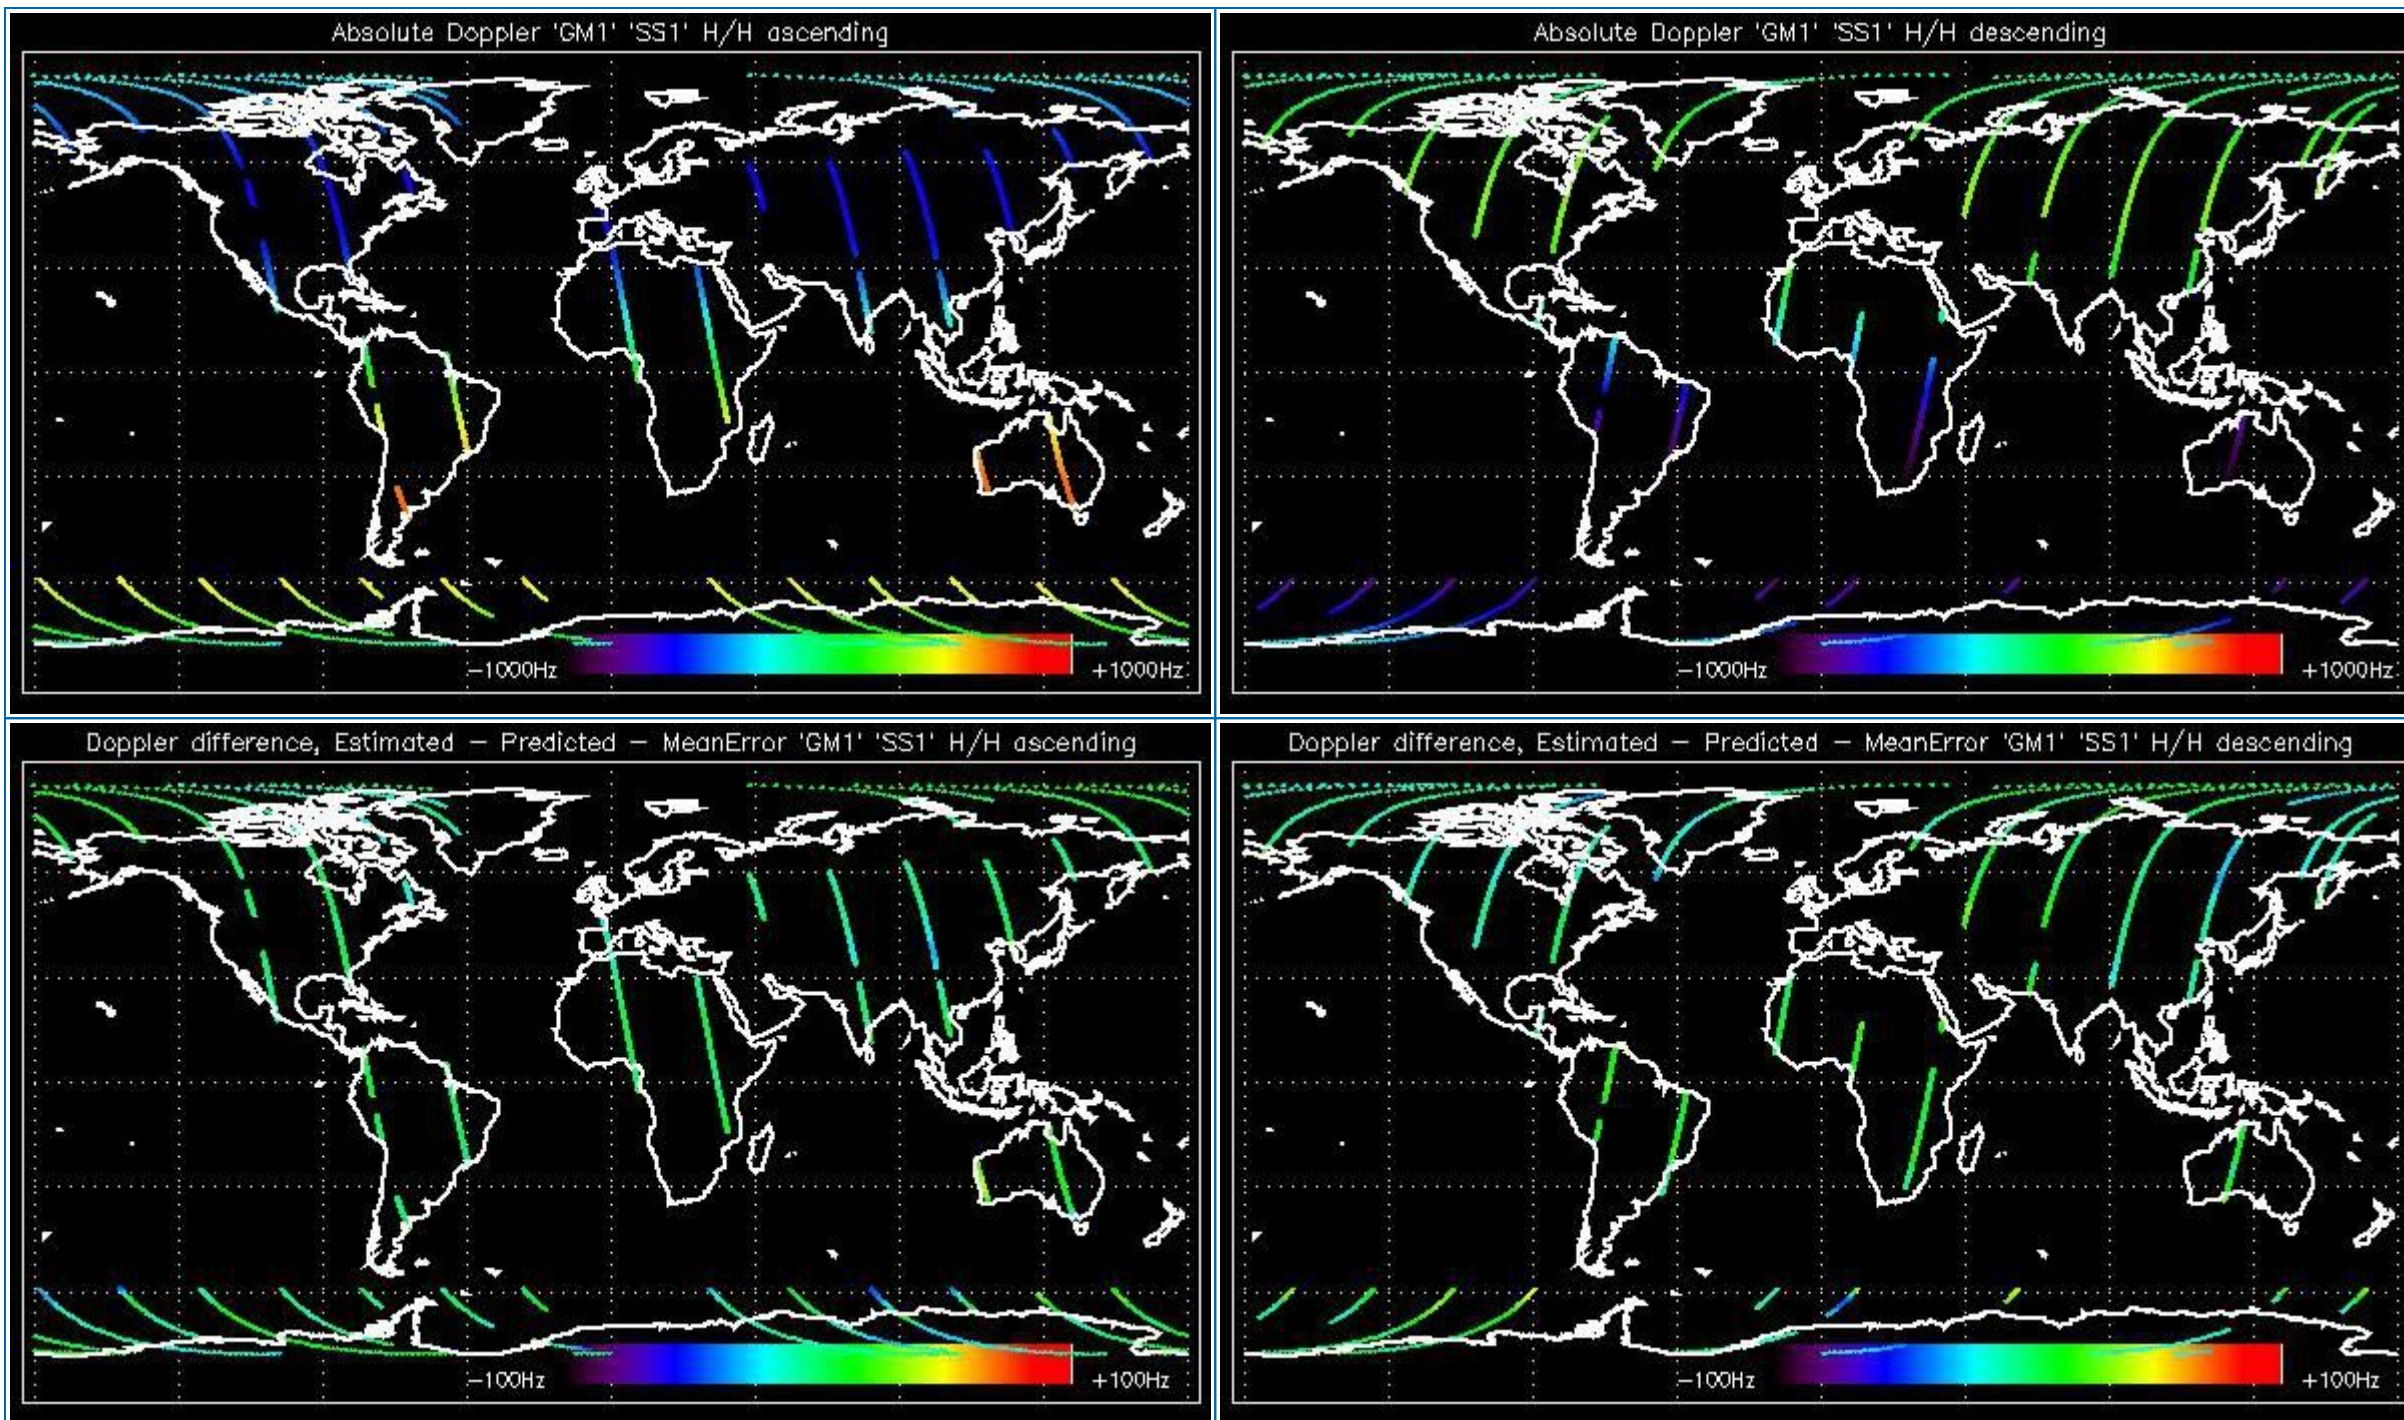 Absolute Doppler 'GM1' 'SS1' H/H ascending
-1000Hz
+1000Hz
Absolute Doppler 'GM1' 'SS1' H/H descending
-1000Hz
+1000Hz
Doppler difference, Estimated - Predicted - MeanError 'GM1' 'SS1' H/H ascending
-100Hz
+100Hz
Doppler difference, Estimated - Predicted - MeanError 'GM1' 'SS1' H/H descending
-100Hz
+100Hz